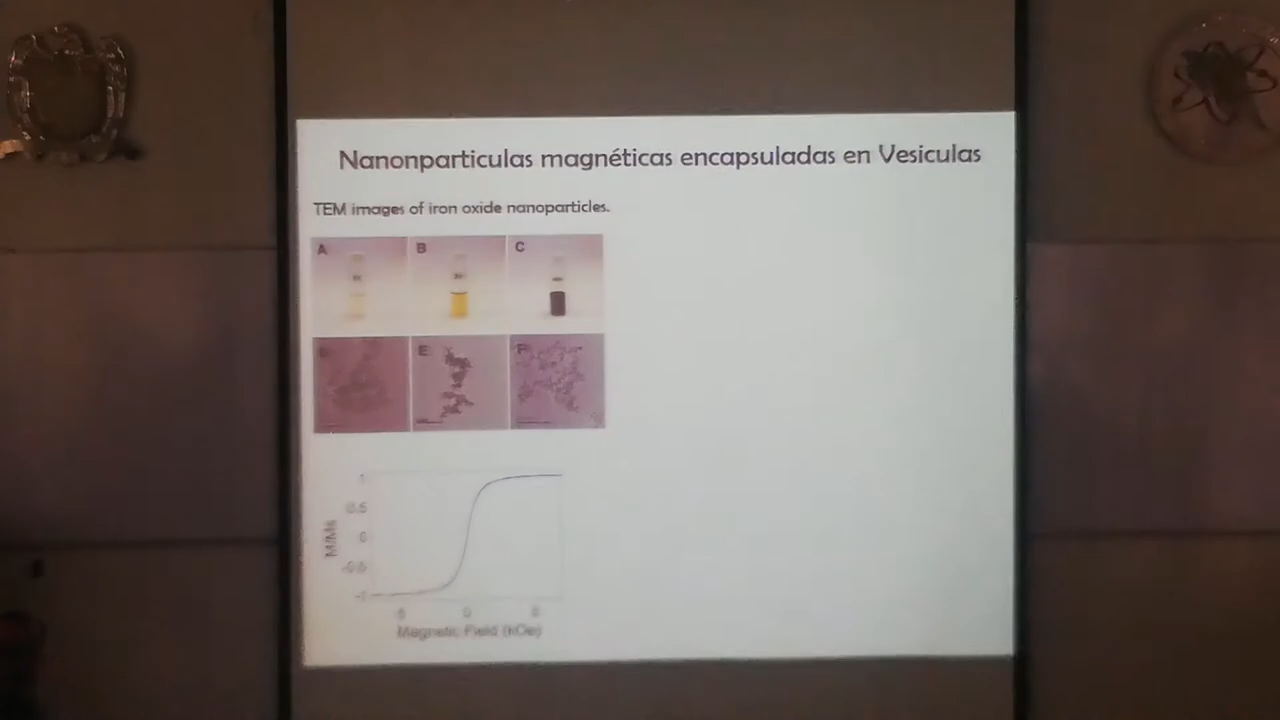 Nanonparticulas magnéticas encapsuladas en Vesiculas
TEM images of iron oxide nanoparticles.
A B C
E F
1
0.5
0
-0.5
-1
0
Magnetic Field (kOe)
M/Ms